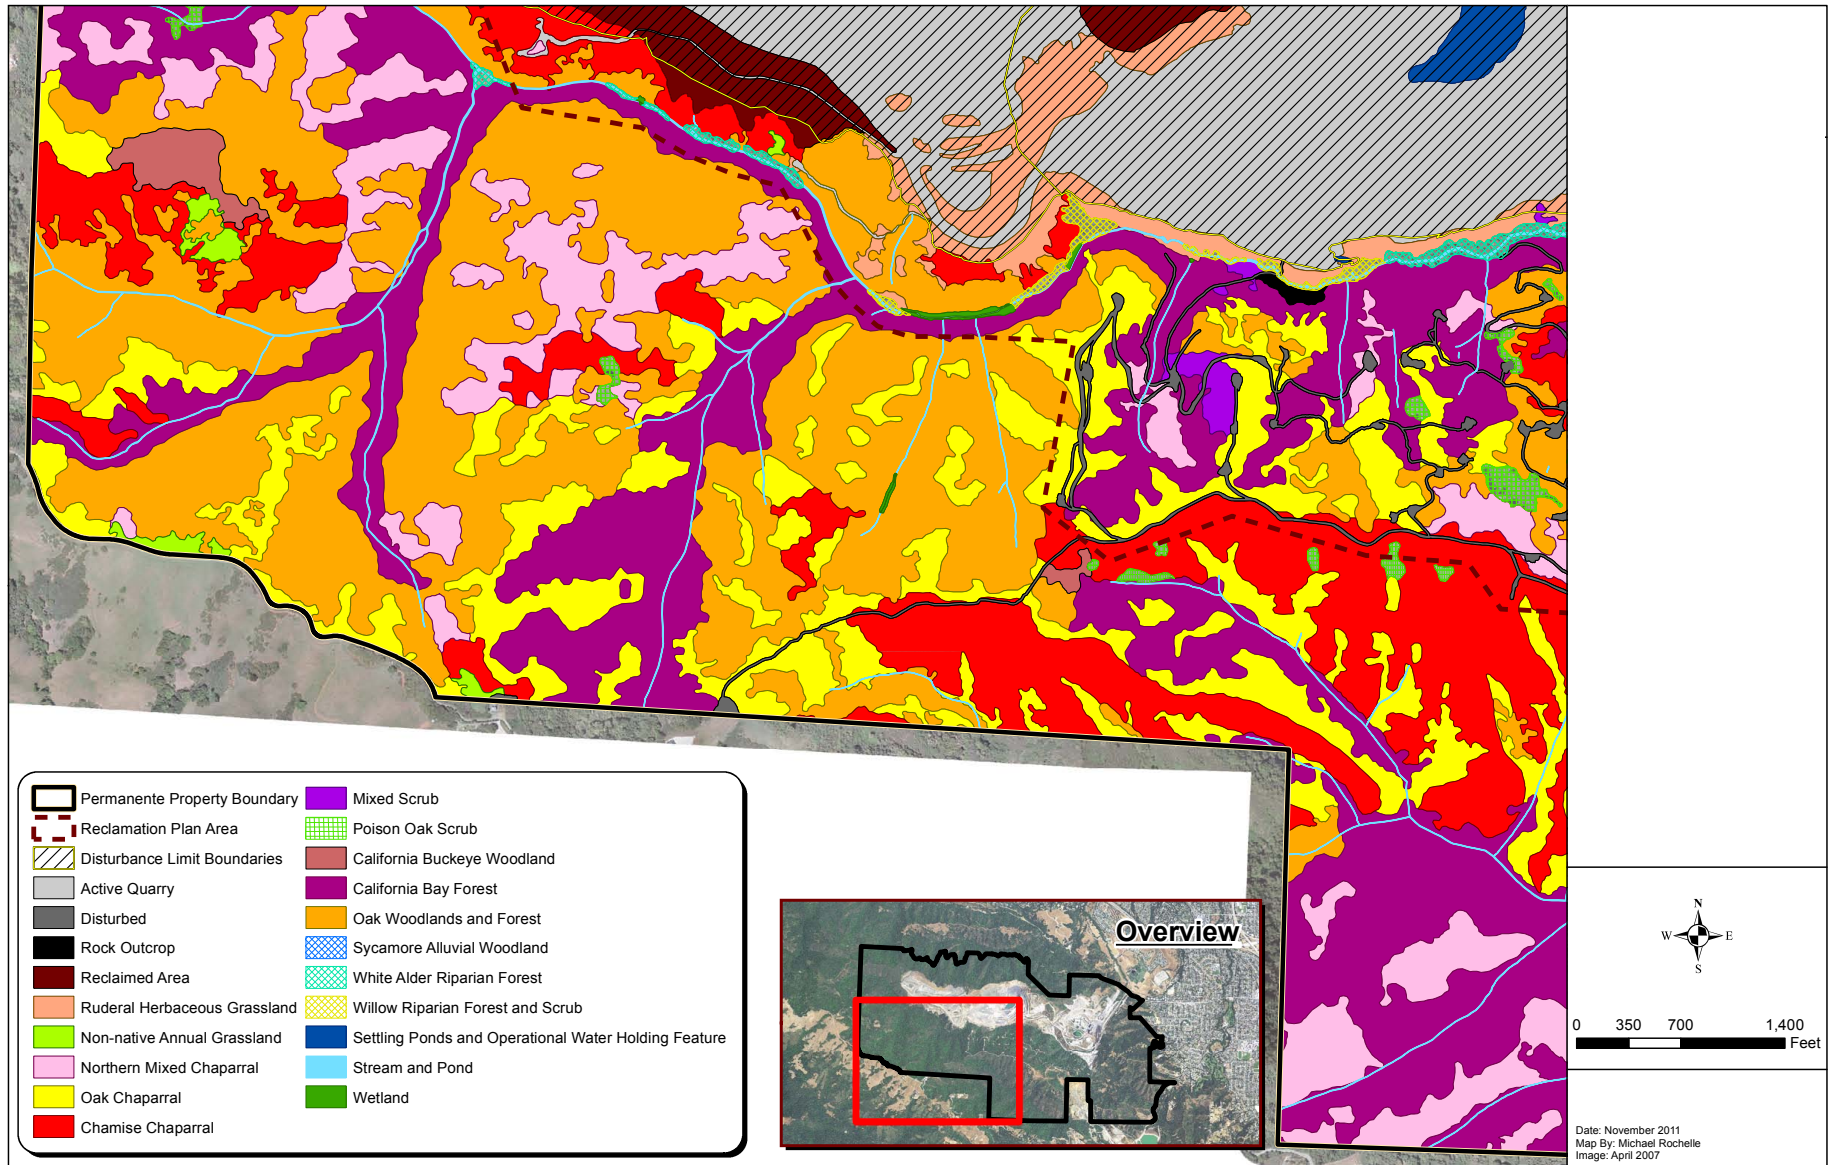 Permanente Property Boundary
Reclamation Plan Area
Disturbance Limit Boundaries
Active Quarry
Disturbed
Rock Outcrop
Reclaimed Area
Ruderal Herbaceous Grassland
Non-native Annual Grassland
Northern Mixed Chaparral
Oak Chaparral
Chamise Chaparral
Mixed Scrub
Poison Oak Scrub
California Buckeye Woodland
California Bay Forest
Oak Woodlands and Forest
Sycamore Alluvial Woodland
White Alder Riparian Forest
Willow Riparian Forest and Scrub
Settling Ponds and Operational Water Holding Feature
Stream and Pond
Wetland
Overview
N
W E
S
0 350 700 1,400
Feet
Date: November 2011
Map By: Michael Rochelle
Image: April 2007